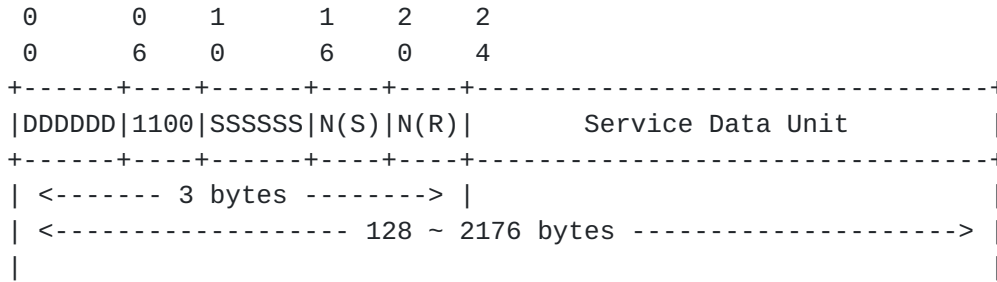 0      0   1      1   2   2
0      6   0      6   0   4
+------+----+------+----+----+---------------------------------+
|DDDDDD|1100|SSSSSS|N(S)|N(R)|       Service Data Unit         |
+------+----+------+----+----+---------------------------------+
| <------- 3 bytes --------> |                                 |
| <------------------- 128 ~ 2176 bytes ---------------------> |
|                                                              |